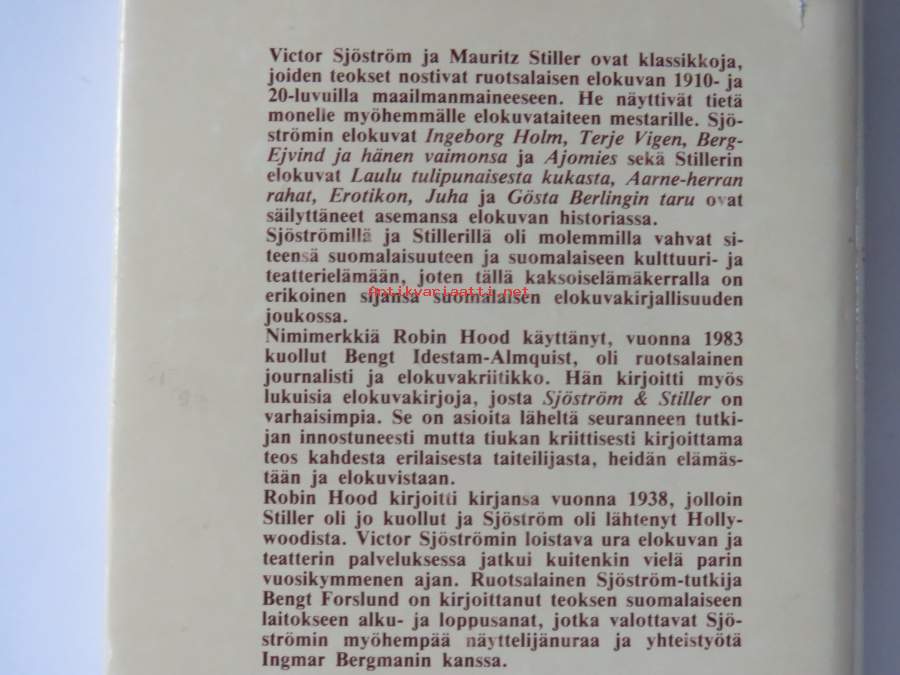 Victor Sjöström ja Mauritz Stiller ovat klassikkoja,
joiden teokset nostivat ruotsalaisen elokuvan 1910- ja
20-luvuilla maailmanmaineeseen. He näyttivät tietä
monelle myöhemmälle elokuvataiteen mestarille. Sjö-
strömin elokuvat Ingeborg Holm, Terje Vigen, Berg-
Ejvind ja hänen vaimonsa ja Ajomies sekä Stillerin
elokuvat Laulu tulipunaisesta kukasta, Aarne-herran
rahat, Erotikon, Juha ja Gösta Berlingin taru ovat
säilyttäneet asemansa elokuvan historiassa.
Sjöströmillä ja Stillerillä oli molemmilla vahvat si-
teensä suomalaisuuteen ja suomalaiseen kulttuuri- ja
teatterielämään, joten tällä kaksoiselämäkerralla on
antikvariaatti.net
erikoinen sijansa suomalaisen elokuvakirjallisuuden
joukossa.
Nimimerkkiä Robin Hood käyttänyt, vuonna 1983
kuollut Bengt Idestam-Almquist, oli ruotsalainen
journalisti ja elokuvakriitikko. Hän kirjoitti myös
lukuisia elokuvakirjoja, josta Sjöström & Stiller on
varhaisimpia. Se on asioita läheltä seuranneen tutki-
jan innostuneesti mutta tiukan kriittisesti kirjoittama
teos kahdesta erilaisesta taiteilijasta, heidän elämäs-
tään ja elokuvistaan.
Robin Hood kirjoitti kirjansa vuonna 1938, jolloin
Stiller oli jo kuollut ja Sjöström oli lähtenyt Holly-
woodista. Victor Sjöströmin loistava ura elokuvan ja
teatterin palveluksessa jatkui kuitenkin vielä parin
vuosikymmenen ajan. Ruotsalainen Sjöström-tutkija
Bengt Forslund on kirjoittanut teoksen suomalaiseen
laitokseen alku- ja loppusanat, jotka valottavat Sjö-
strömin myöhempää näyttelijänuraa ja yhteistyötä
Ingmar Bergmanin kanssa.